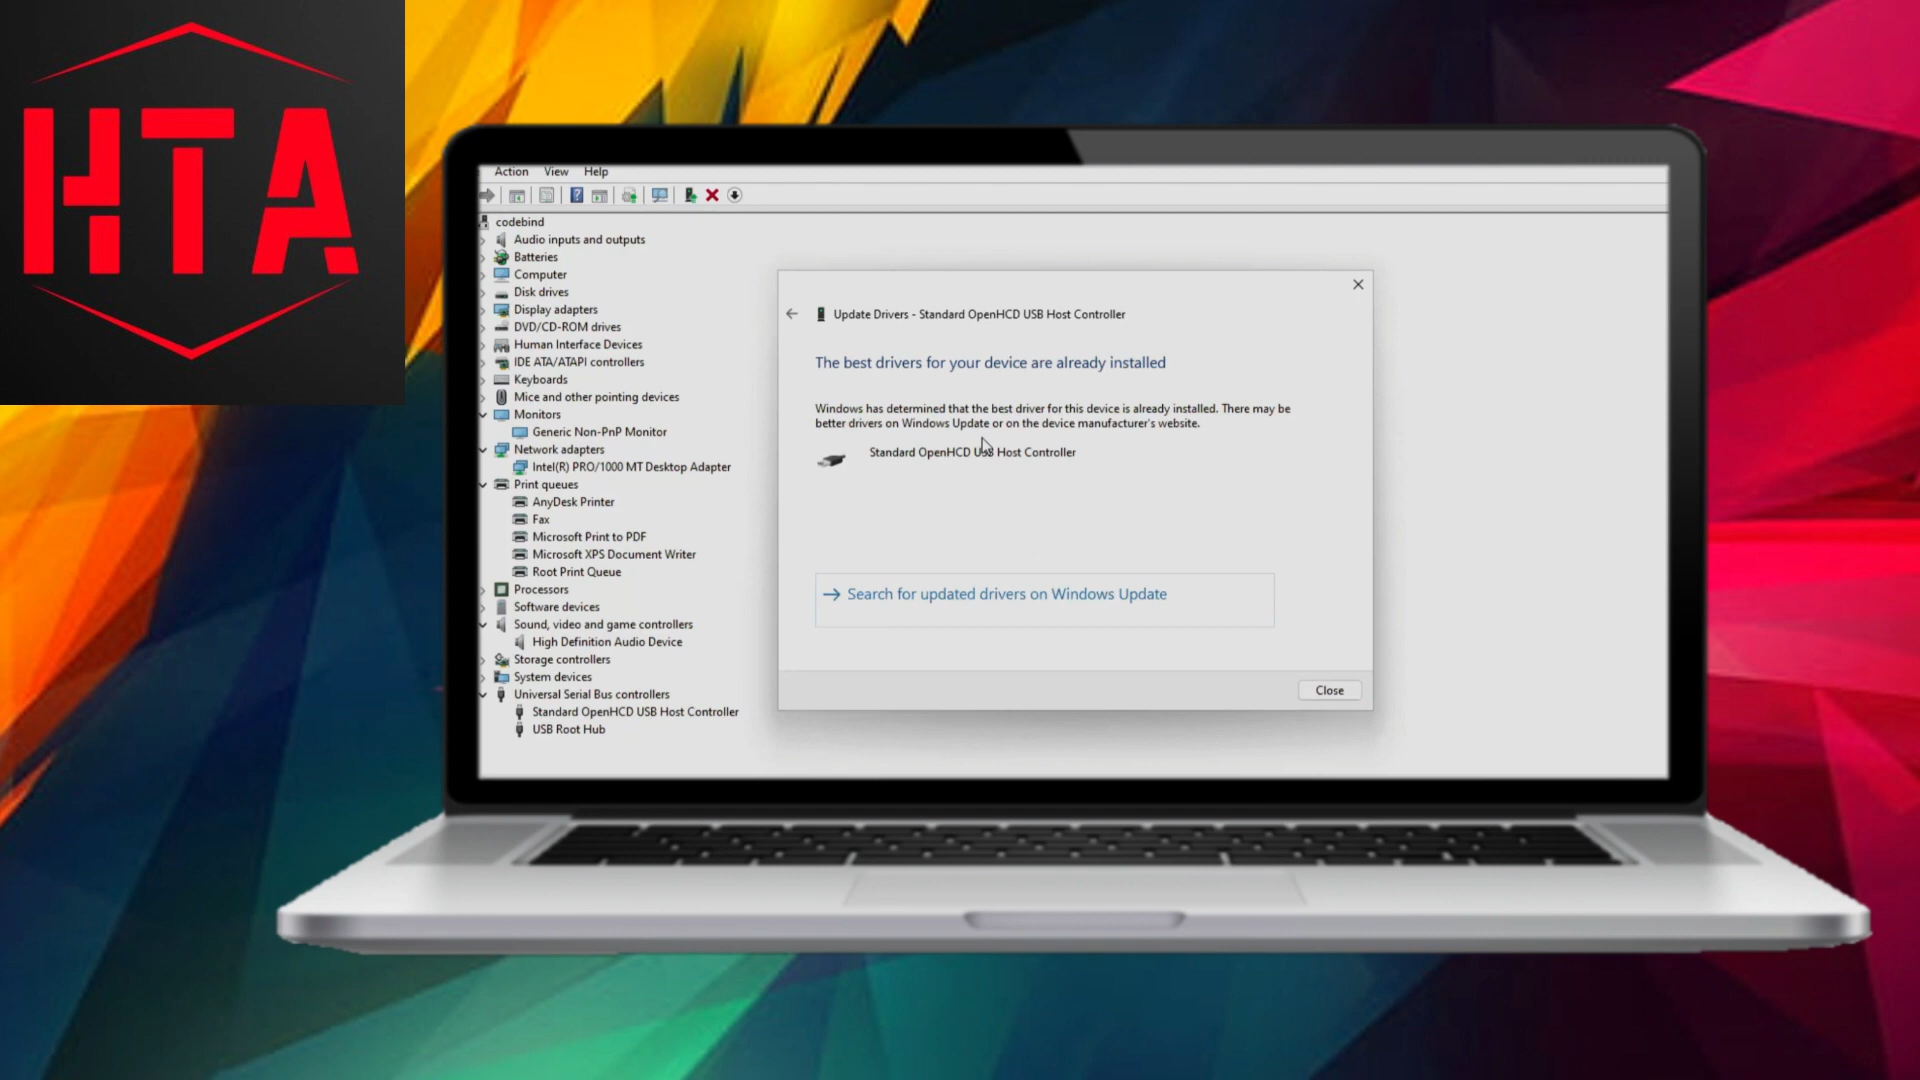 HTA
Action View Help
codebind
Audio inputs and outputs
Batteries
Computer
Disk drives
Display adapters
DVD/CD-ROM drives
Human Interface Devices
IDE ATA/ATAPI controllers
Keyboards
Mice and other pointing devices
Monitors
Generic Non-PnP Monitor
Network adapters
Intel(R) PRO/1000 MT Desktop Adapter
Print queues
AnyDesk Printer
Fax
Microsoft Print to PDF
Microsoft XPS Document Writer
Root Print Queue
Processors
Software devices
Sound, video and game controllers
High Definition Audio Device
Storage controllers
System devices
Universal Serial Bus controllers
Standard OpenHCD USB Host Controller
USB Root Hub
Update Drivers - Standard OpenHCD USB Host Controller
The best drivers for your device are already installed
Windows has determined that the best driver for this device is already installed. There may be
better drivers on Windows Update or on the device manufacturer's website.
Standard OpenHCD USB Host Controller
Search for updated drivers on Windows Update
Close